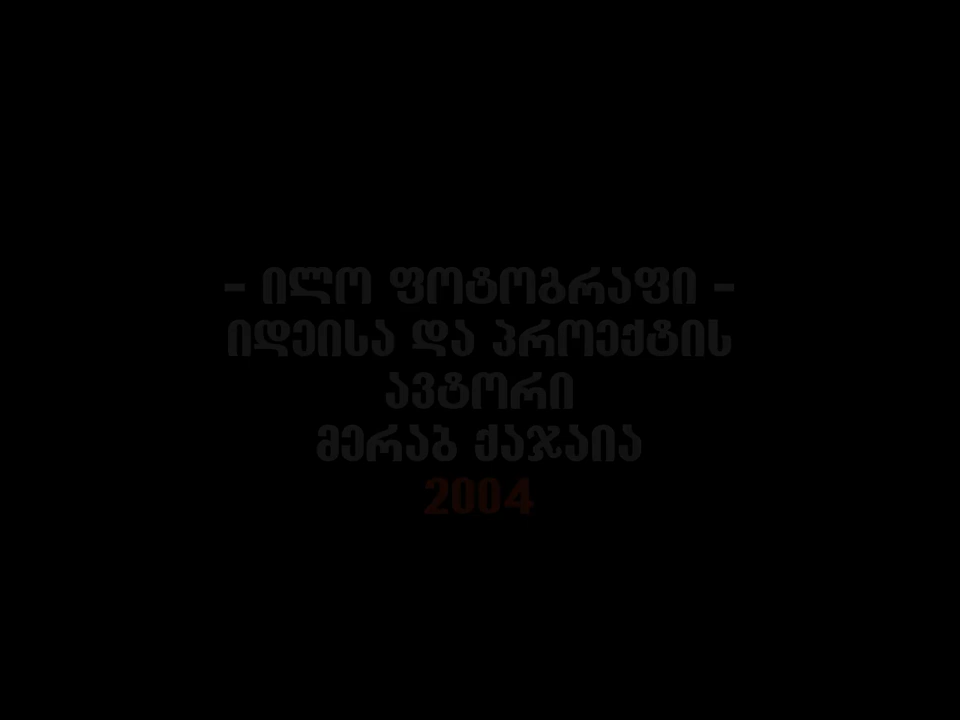 - ილო ფოტოგრაფი -
იდეისა და პროექტის
ავტორი
მერაბ ქაჯაია
2004